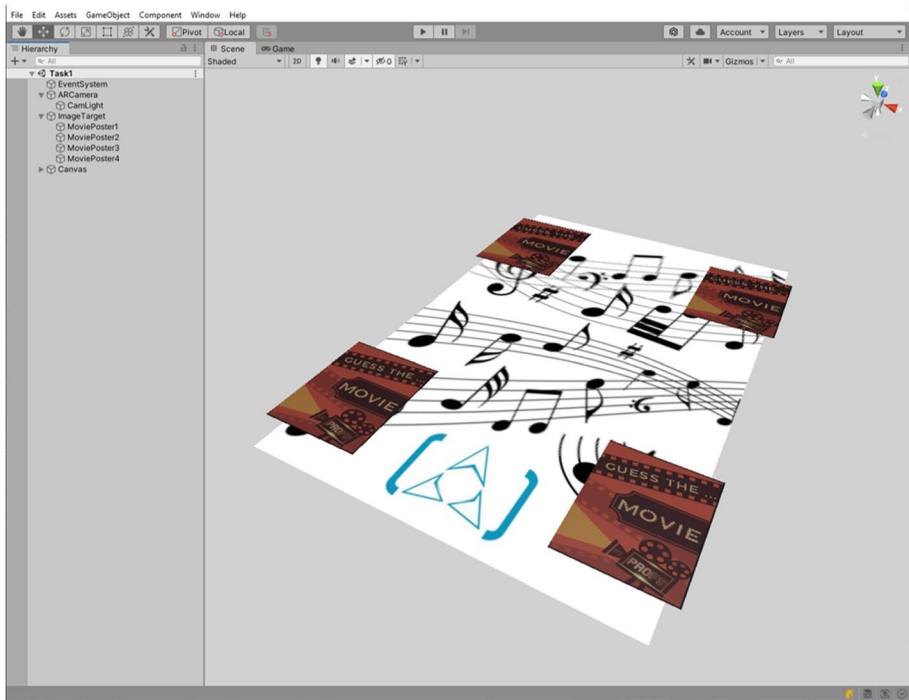 File Edit Assets GameObject Component Window Help
Pivot Local Account Layers Layout
Hierarchy
All
Task1
EventSystem
ARCamera
CamLight
ImageTarget
MoviePoster1
MoviePoster2
MoviePoster3
MoviePoster4
Canvas
Scene Game
Shaded 2D 0 Gizmos All
GUESS THE
MOVIE
MOVIE
GUESS THE ...
MOVIE
PROPS
GUESS THE ...
MOVIE
PROPS